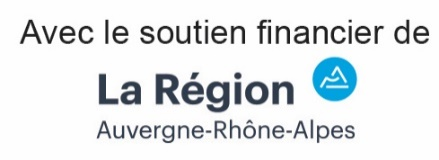 Avec le soutien financier de
La Région
Auvergne-Rhône-Alpes